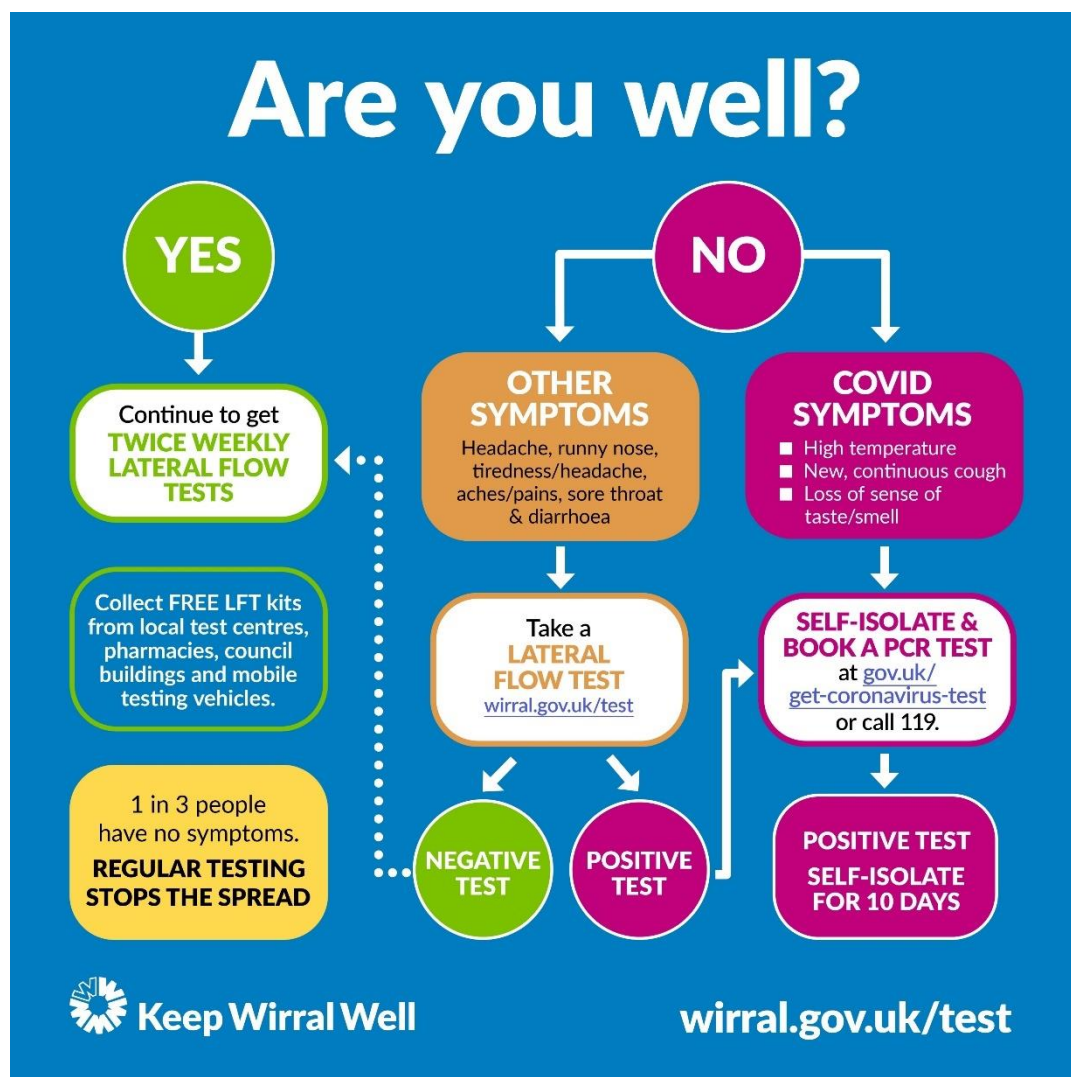 Are you well?
YES
Continue to get
TWICE WEEKLY
LATERAL FLOW
TESTS
Collect FREE LFT kits
from local test centres,
pharmacies, council
buildings and mobile
testing vehicles.
1 in 3 people
have no symptoms.
REGULAR TESTING
STOPS THE SPREAD
NO
OTHER
SYMPTOMS
Headache, runny nose,
tiredness/headache,
aches/pains, sore throat
& diarrhoea
Take a
LATERAL
FLOW TEST
wirral.gov.uk/test
NEGATIVE
TEST
POSITIVE
TEST
COVID
SYMPTOMS
■ High temperature
■ New, continuous cough
■ Loss of sense of
taste/smell
SELF-ISOLATE &
BOOK A PCR TEST
at gov.uk/
get-coronavirus-test
or call 119.
POSITIVE TEST
SELF-ISOLATE
FOR 10 DAYS
Keep Wirral Well
wirral.gov.uk/test